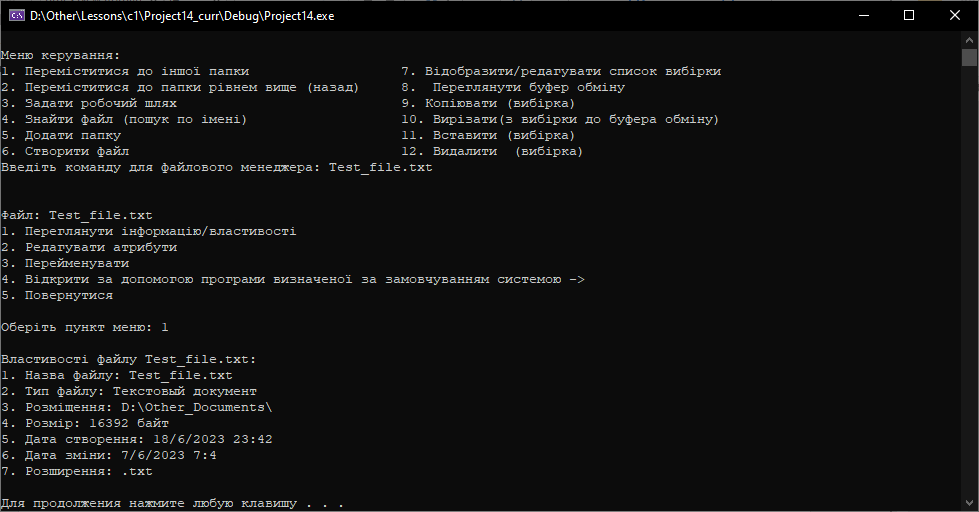 D:\Other\Lessons\c1\Project14_curr\Debug\Project14.exe
Меню керування:
1. Переміститися до іншої папки 7. Відобразити/редагувати список вибірки
2. Переміститися до папки рівнем вище (назад) 8.  Переглянути буфер обміну
3. Задати робочий шлях 9. Копіювати (вибірка)
4. Знайти файл (пошук по імені) 10. Вирізати(з вибірки до буфера обміну)
5. Додати папку 11. Вставити (вибірка)
6. Створити файл 12. Видалити  (вибірка)
Введіть команду для файлового менеджера: Test_file.txt
Файл: Test_file.txt
1. Переглянути інформацію/властивості
2. Редагувати атрибути
3. Перейменувати
4. Відкрити за допомогою програми визначеної за замовчуванням системою ->
5. Повернутися
Оберіть пункт меню: 1
Властивості файлу Test_file.txt:
1. Назва файлу: Test_file.txt
2. Тип файлу: Текстовый документ
3. Розміщення: D:\Other_Documents\
4. Розмір: 16392 байт
5. Дата створення: 18/6/2023 23:42
6. Дата зміни: 7/6/2023 7:4
7. Розширення: .txt
Для продолжения нажмите любую клавишу . . .